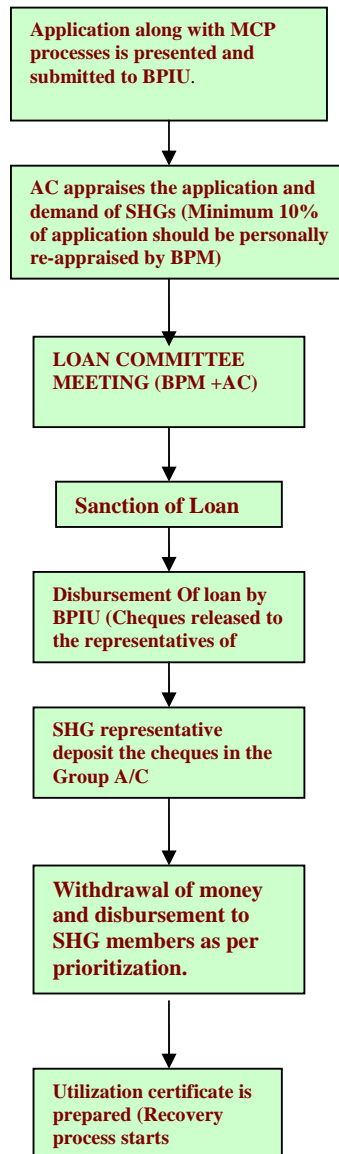 Application along with MCP
processes is presented and
submitted to BPIU.
AC appraises the application and
demand of SHGs (Minimum 10%
of application should be personally
re-appraised by BPM)
LOAN COMMITTEE
MEETING (BPM +AC)
Sanction of Loan
Disbursement Of loan by
BPIU (Cheques released to
the representatives of
SHG representative
deposit the cheques in the
Group A/C
Withdrawal of money
and disbursement to
SHG members as per
prioritization.
Utilization certificate is
prepared (Recovery
process starts